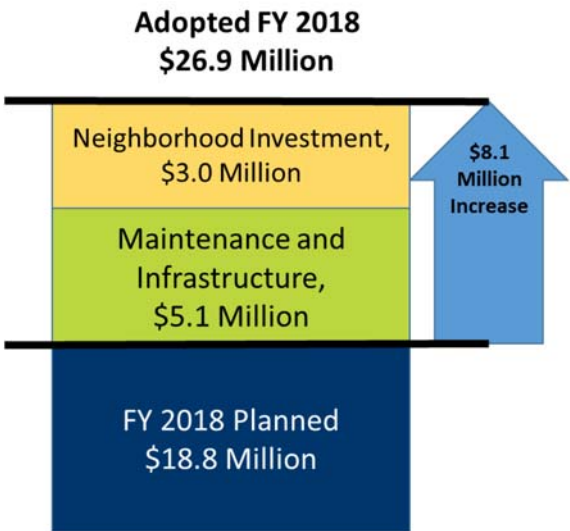 Adopted FY 2018
$26.9 Million
Neighborhood Investment,
$3.0 Million
$8.1
Million
Increase
Maintenance and
Infrastructure,
$5.1 Million
FY 2018 Planned
$18.8 Million